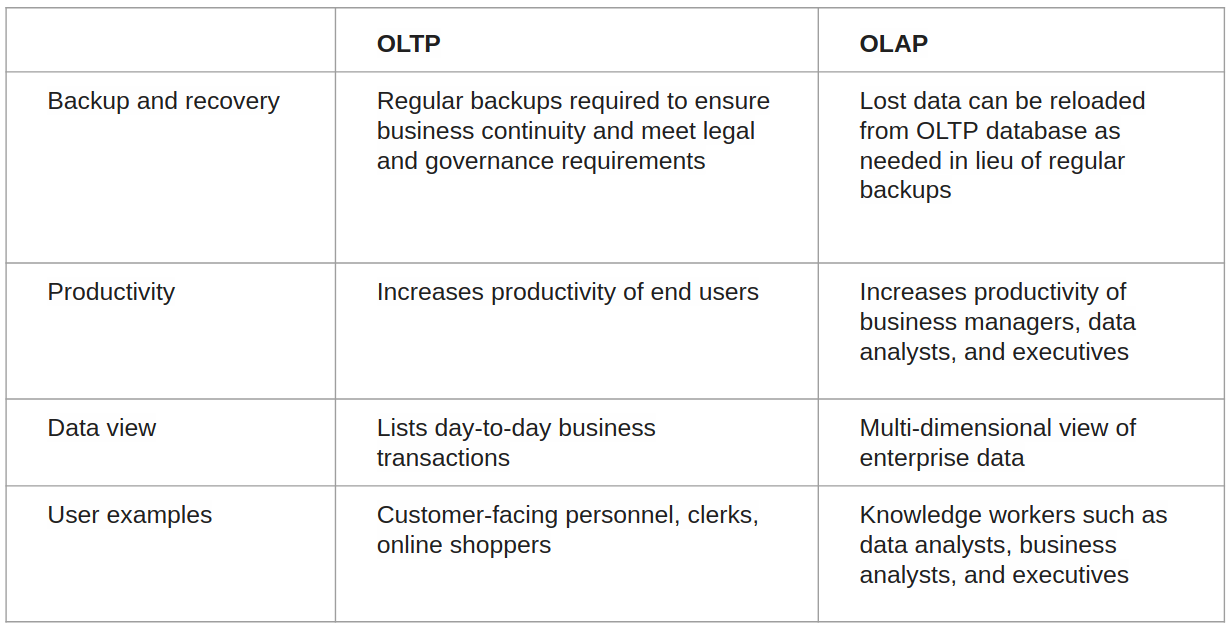 OLTP
OLAP
Backup and recovery
Regular backups required to ensure
business continuity and meet legal
and governance requirements
Lost data can be reloaded
from OLTP database as
needed in lieu of regular
backups
Productivity
Increases productivity of end users
Increases productivity of
business managers, data
analysts, and executives
Data view
Lists day-to-day business
transactions
Multi-dimensional view of
enterprise data
User examples
Customer-facing personnel, clerks,
online shoppers
Knowledge workers such as
data analysts, business
analysts, and executives